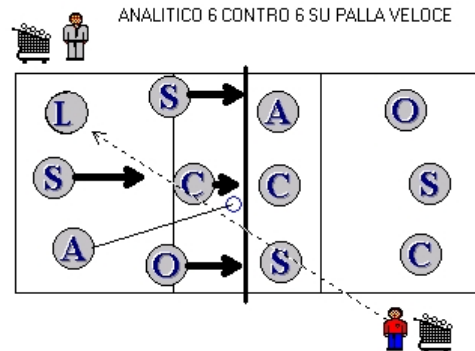 ANALITICO 6 CONTRO 6 SU PALLA VELOCE
S A O
L
S C C S
A O S C